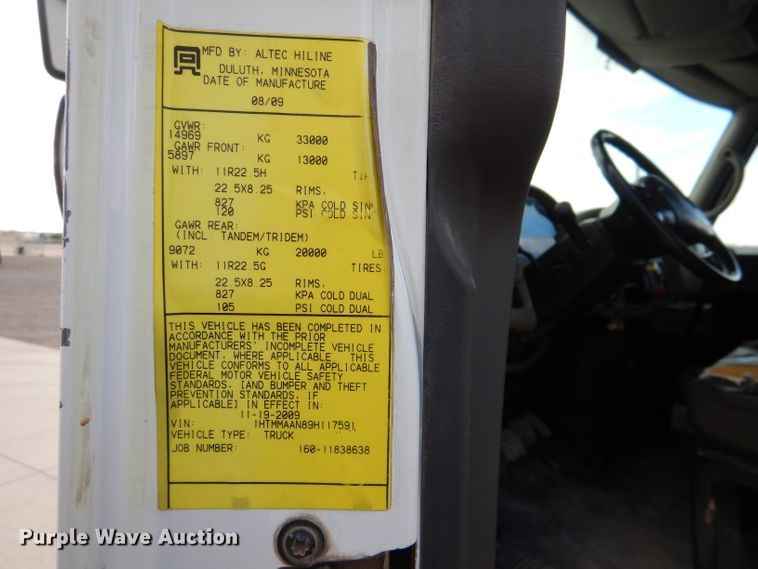 MFD BY: ALTEC HILINE
DULUTH, MINNESOTA
DATE OF MANUFACTURE
08/09
GVWR:
14969 KG 33000
GAWR FRONT:
5897 KG 13000
WITH: 11R22.5H
22.5X8.25 RIMS,
827 KPA COLD SING
120 PSI COLD SIN
GAWR REAR:
(INCL. TANDEM/TRIDEM)
9072 KG 20000 LB
WITH: 11R22.5G TIRES
22.5X8.25 RIMS,
827 KPA COLD DUAL
105 PSI COLD DUAL
THIS VEHICLE HAS BEEN COMPLETED IN
ACCORDANCE WITH THE PRIOR
MANUFACTURERS' INCOMPLETE VEHICLE
DOCUMENT, WHERE APPLICABLE. THIS
VEHICLE CONFORMS TO ALL APPLICABLE
FEDERAL MOTOR VEHICLE SAFETY
STANDARDS, [AND BUMPER AND THEFT
PREVENTION STANDARDS, IF
APPLICABLE] IN EFFECT IN:
11-19-2009
VIN: 1HTMMAAN89H117591
VEHICLE TYPE: TRUCK
JOB NUMBER: 160-11838638
Purple Wave Auction